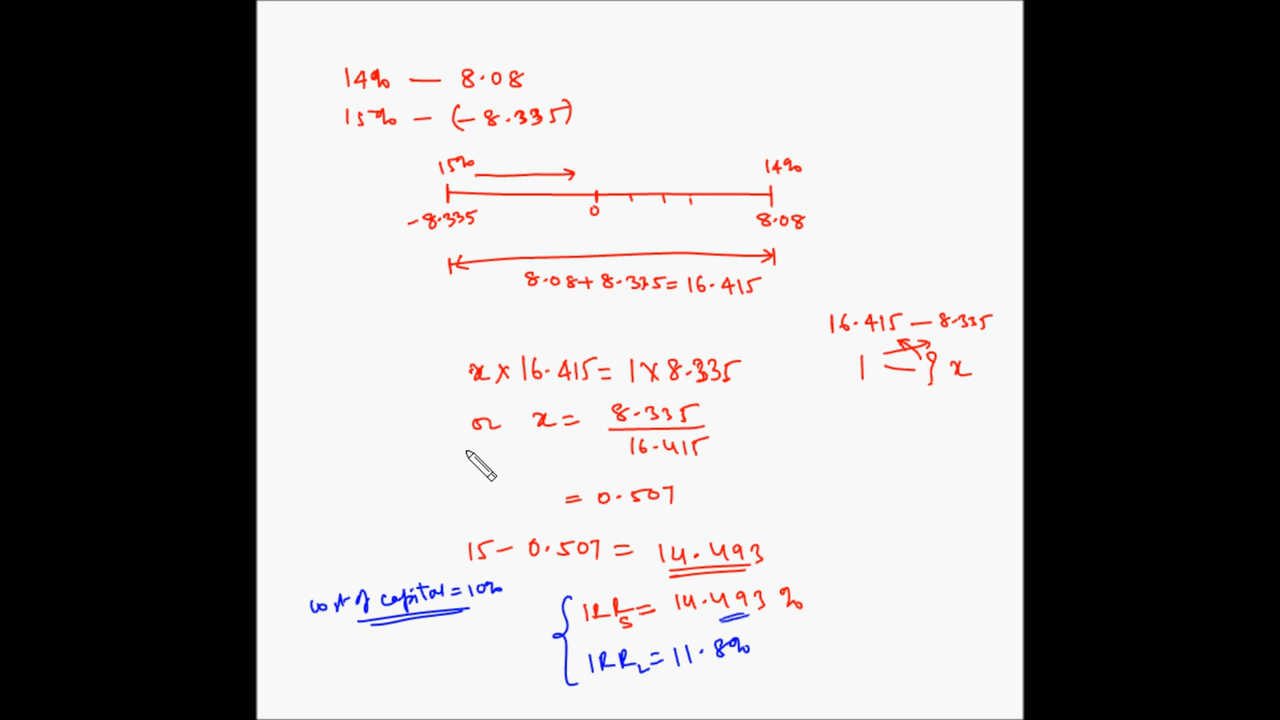 14% — 8.08
15% — (-8.335)
15% 14%
-8.335 0 8.08
8.08+8.335=16.415
16.415 — 8.335
1 — } x
x × 16.415 = 1 × 8.335
or x = 8.335
16.415
= 0.507
15 - 0.507 = 14.493
cost of capital = 10%
IRRs = 14.493 %
IRRL = 11.8%